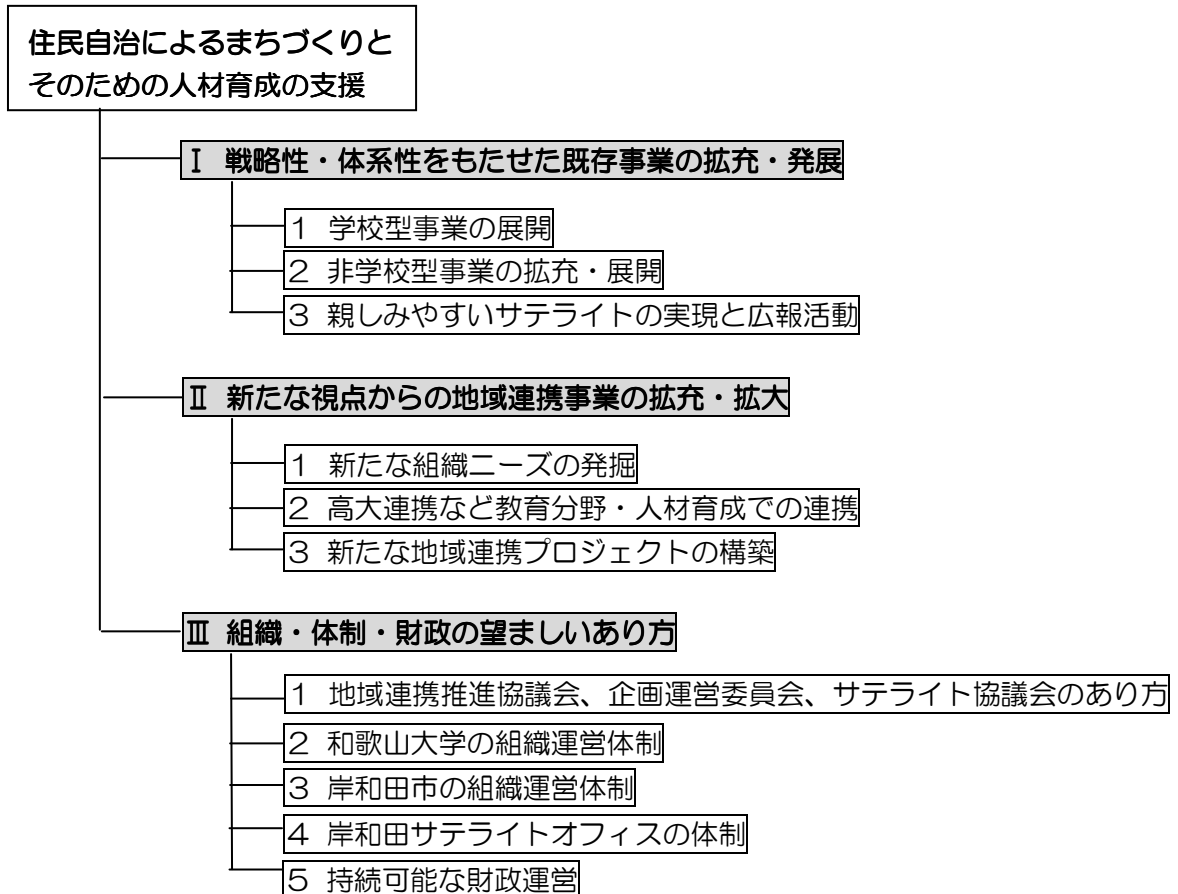 住民自治によるまちづくりと
そのための人材育成の支援
Ⅰ 戦略性・体系性をもたせた既存事業の拡充・発展
1 学校型事業の展開
2 非学校型事業の拡充・展開
3 親しみやすいサテライトの実現と広報活動
Ⅱ 新たな視点からの地域連携事業の拡充・拡大
1 新たな組織ニーズの発掘
2 高大連携など教育分野・人材育成での連携
3 新たな地域連携プロジェクトの構築
Ⅲ 組織・体制・財政の望ましいあり方
1 地域連携推進協議会、企画運営委員会、サテライト協議会のあり方
2 和歌山大学の組織運営体制
3 岸和田市の組織運営体制
4 岸和田サテライトオフィスの体制
5 持続可能な財政運営